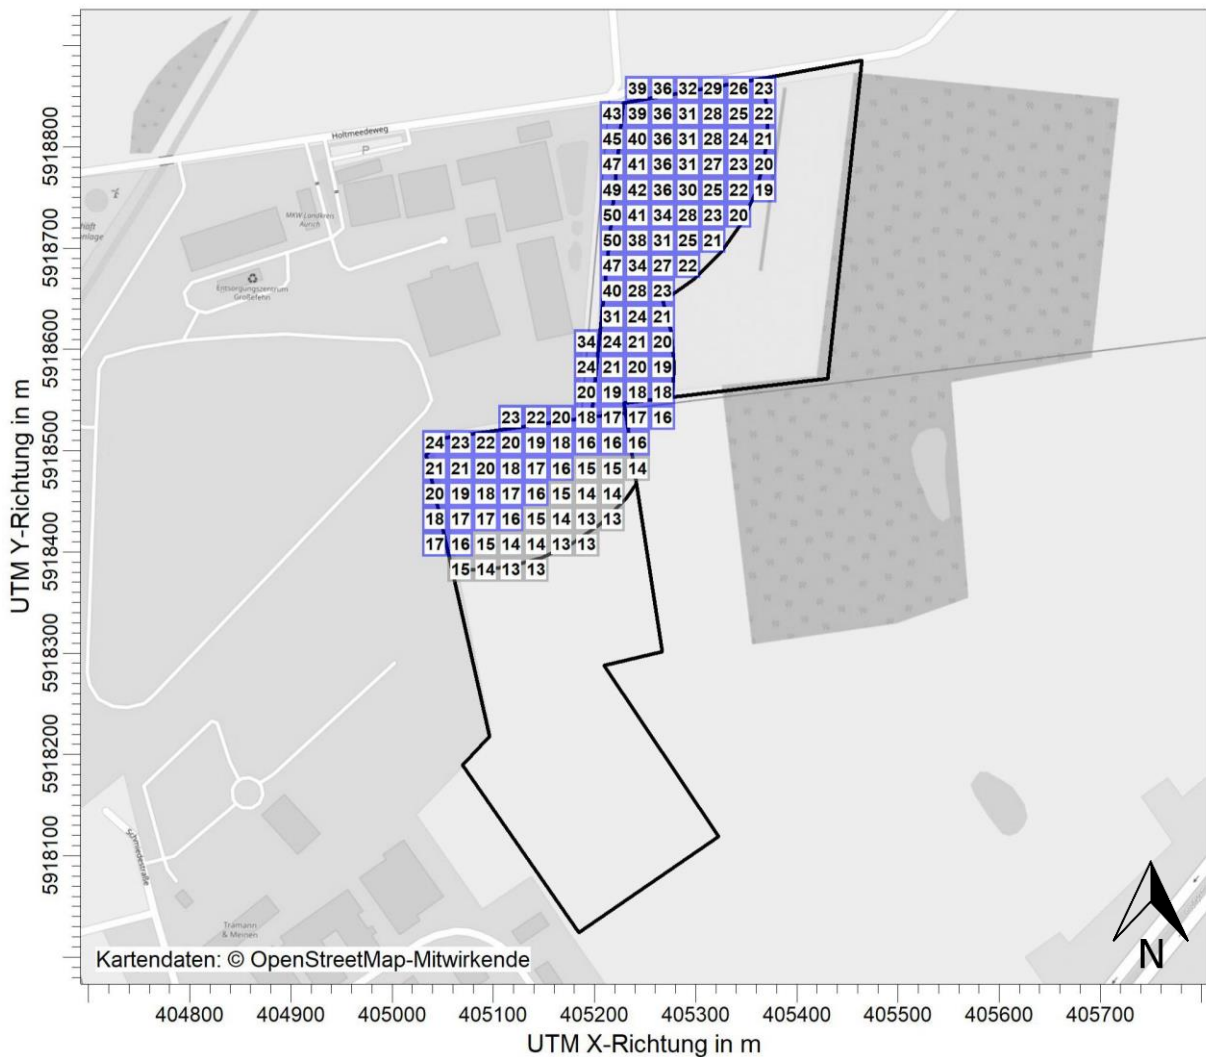 39 36 32 29 26 23
43 39 36 31 28 25 22
45 40 36 31 28 24 21
47 41 36 31 27 23 20
49 42 36 30 25 22 19
50 41 34 28 23 20
50 38 31 25 21
47 34 27 22
40 28 23
31 24 21
34 24 21 20
24 21 20 19
20 19 18 18
23 22 20 18 17 17 16
24 23 22 20 19 18 16 16 16
21 21 20 18 17 16 15 15 14
20 19 18 17 16 15 14 14
18 17 17 16 15 14 13 13
17 16 15 14 14 13 13
15 14 13 13
Holtmeedeweg
P
MKW Landkreis
Aurich
Entsorgungszentrum
Großefehn
Schmiedestraße
Tramann
& Meinen
Kartendaten: © OpenStreetMap-Mitwirkende
N
5918800
5918700
5918600
5918500
5918400
5918300
5918200
5918100
UTM Y-Richtung in m
404800 404900 405000 405100 405200 405300 405400 405500 405600 405700
UTM X-Richtung in m